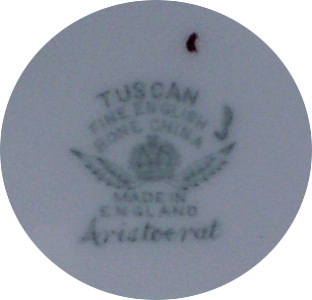 TUSCAN
FINE ENGLISH
BONE CHINA
MADE IN
ENGLAND
Aristocrat